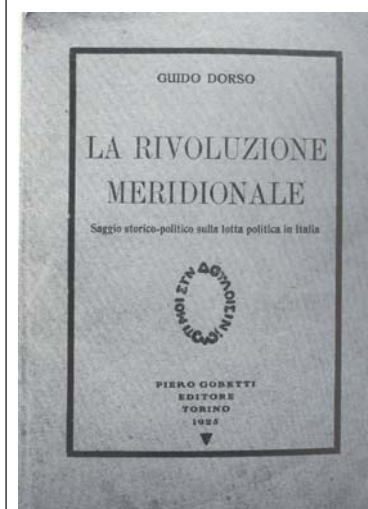 GUIDO DORSO
LA RIVOLUZIONE
MERIDIONALE
Saggio storico-politico sulla lotta politica in Italia
PIERO GOBETTI
EDITORE
TORINO
1925